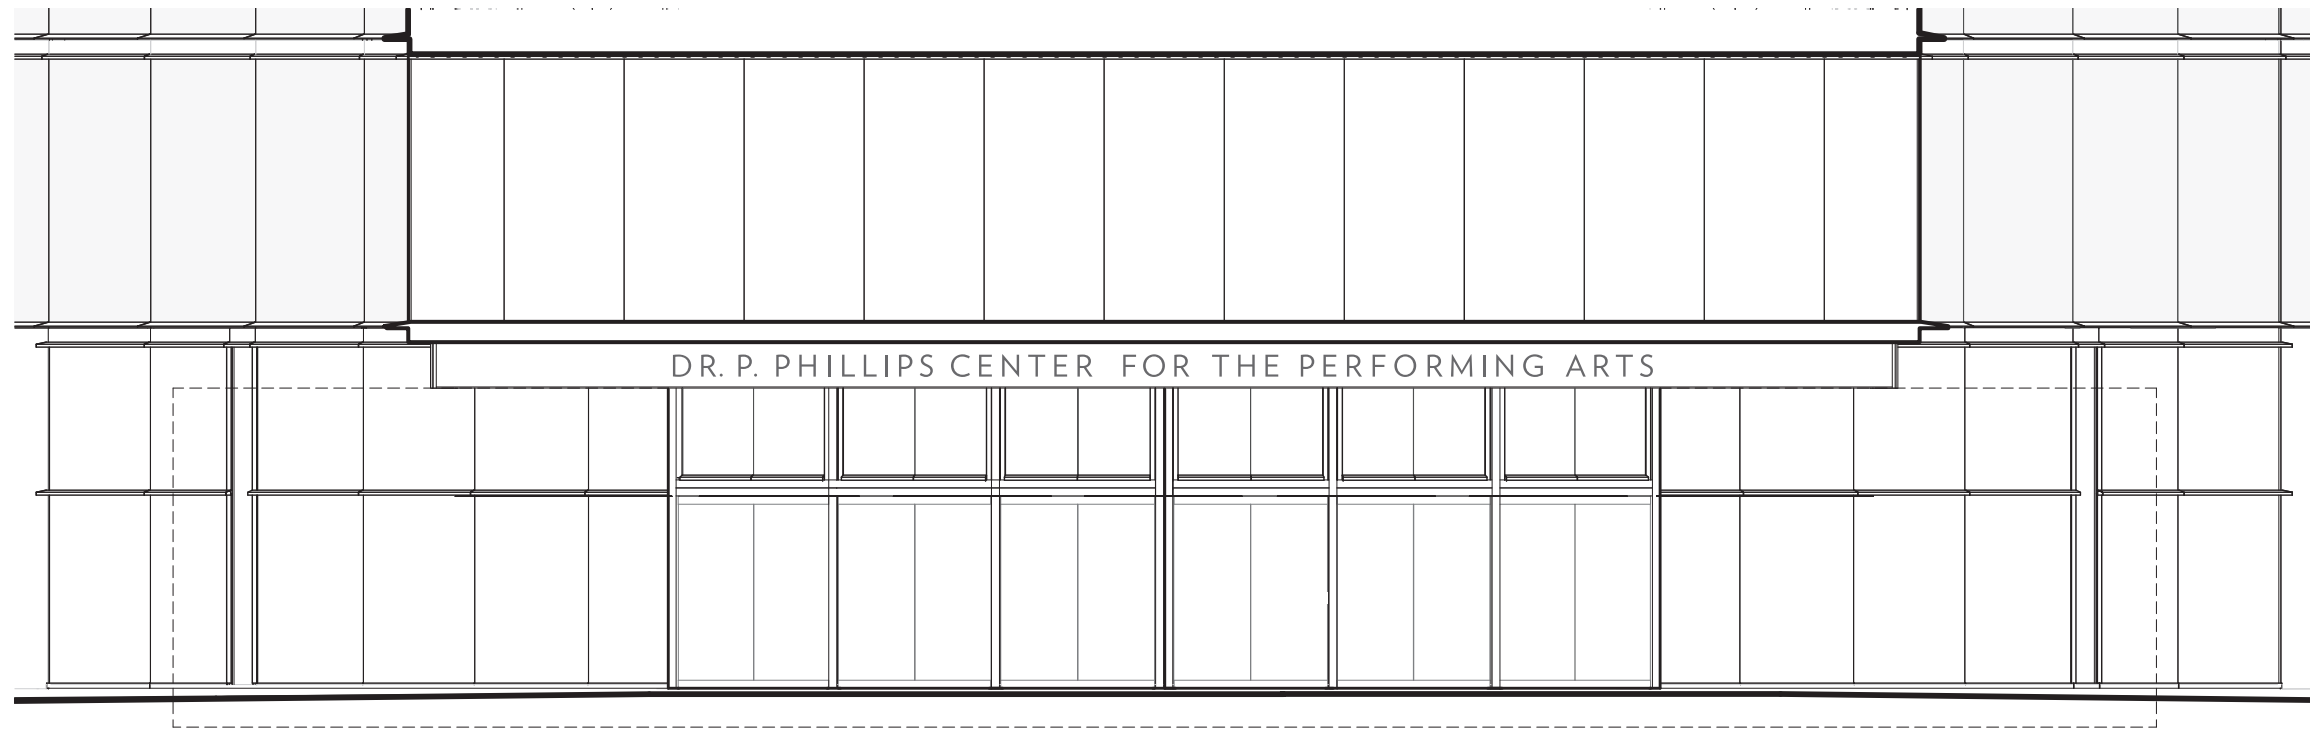 DR. P. PHILLIPS CENTER FOR THE PERFORMING ARTS